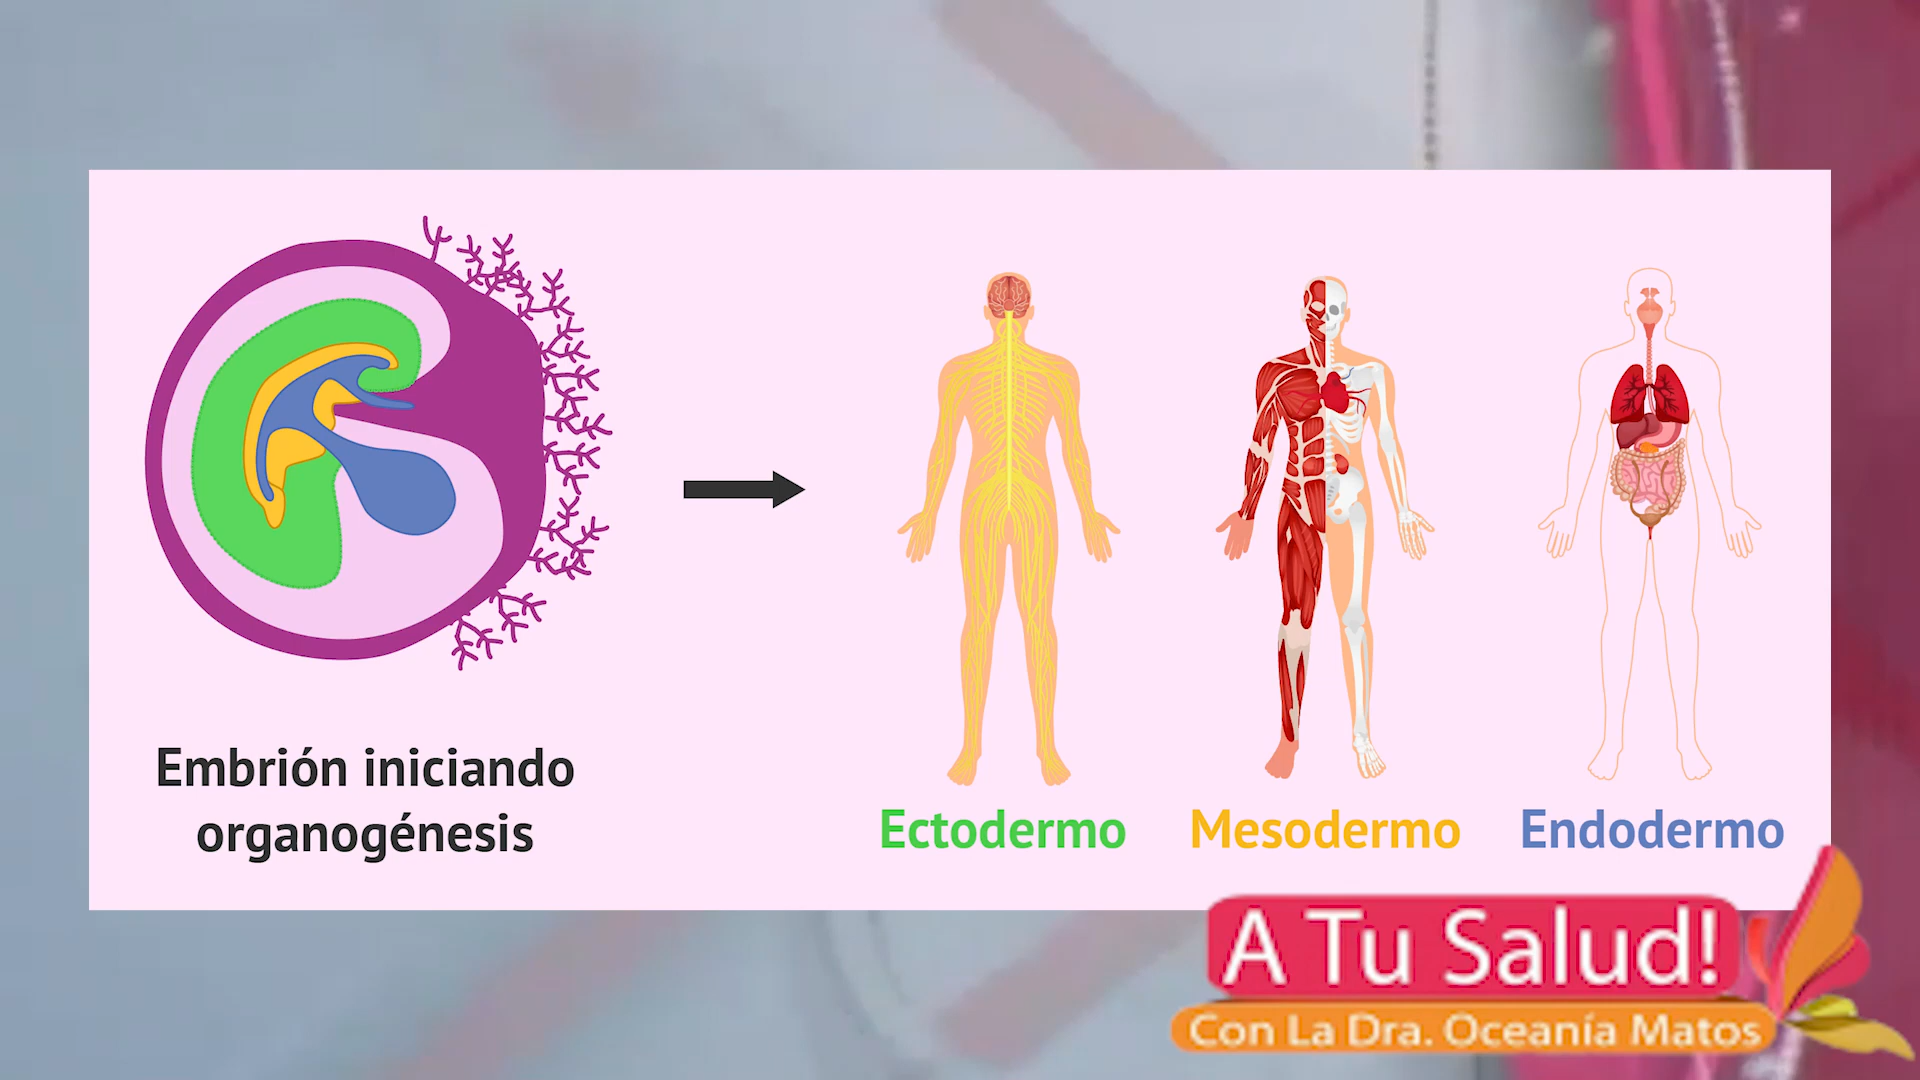 Embrión iniciando
organogénesis
Ectodermo
Mesodermo
Endodermo
A Tu Salud!
Con La Dra. Oceanía Matos